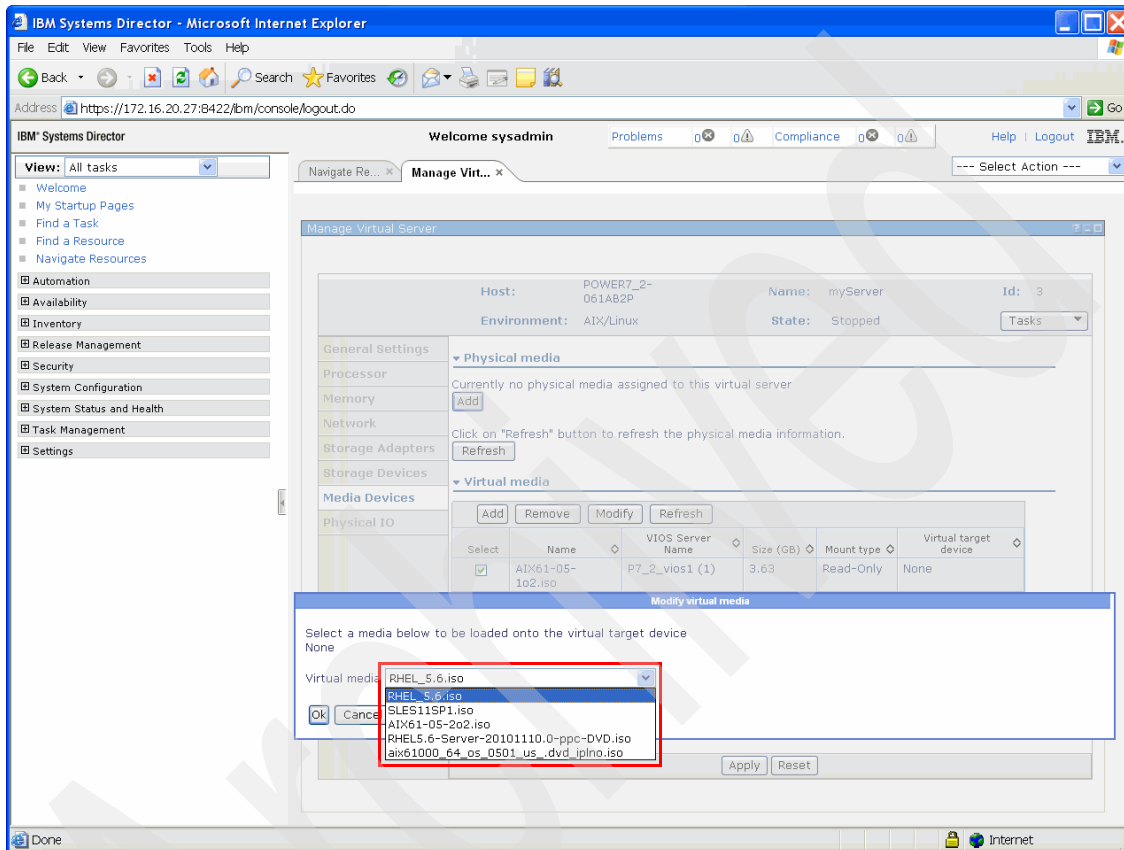 IBM Systems Director - Microsoft Internet Explorer
File Edit View Favorites Tools Help
Back Search Favorites
Address https://172.16.20.27:8422/ibm/console/logout.do Go
IBM® Systems Director Welcome sysadmin Problems 0 0 Compliance 0 0 Help | Logout IBM.
View: All tasks
Navigate Re... × Manage Virt... × --- Select Action ---
Welcome
My Startup Pages
Find a Task
Find a Resource
Navigate Resources
Automation
Availability
Inventory
Release Management
Security
System Configuration
System Status and Health
Task Management
Settings
Manage Virtual Server
Host: POWER7_2-061AB2P Name: myServer Id: 3
Environment: AIX/Linux State: Stopped Tasks
General Settings
Processor
Memory
Network
Storage Adapters
Storage Devices
Media Devices
Physical IO
Physical media
Currently no physical media assigned to this virtual server
Add
Click on "Refresh" button to refresh the physical media information.
Refresh
Virtual media
Add Remove Modify Refresh
Select Name VIOS Server Name Size (GB) Mount type Virtual target device
AIX61-05-1o2.iso P7_2_vios1 (1) 3.63 Read-Only None
Modify virtual media
Select a media below to be loaded onto the virtual target device
None
Virtual media RHEL_5.6.iso
RHEL_5.6.iso
SLES11SP1.iso
AIX61-05-2o2.iso
RHEL5.6-Server-20101110.0-ppc-DVD.iso
aix61000_64_os_0501_us_.dvd_iplno.iso
Ok Cance
Apply Reset
Done Internet
Archived